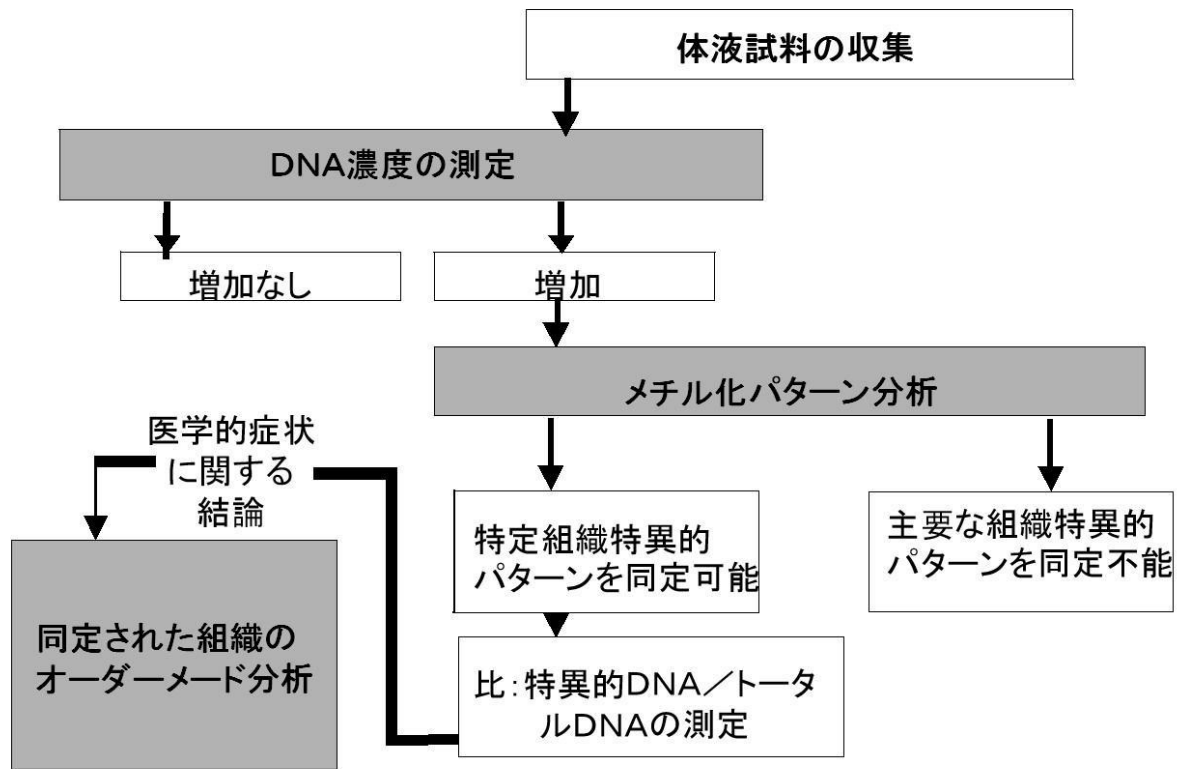 体液試料の収集
DNA濃度の測定
増加なし
増加
メチル化パターン分析
医学的症状
に関する
結論
特定組織特異的
パターンを同定可能
主要な組織特異的
パターンを同定不能
同定された組織の
オーダーメード分析
比：特異的DNA／トータ
ルDNAの測定